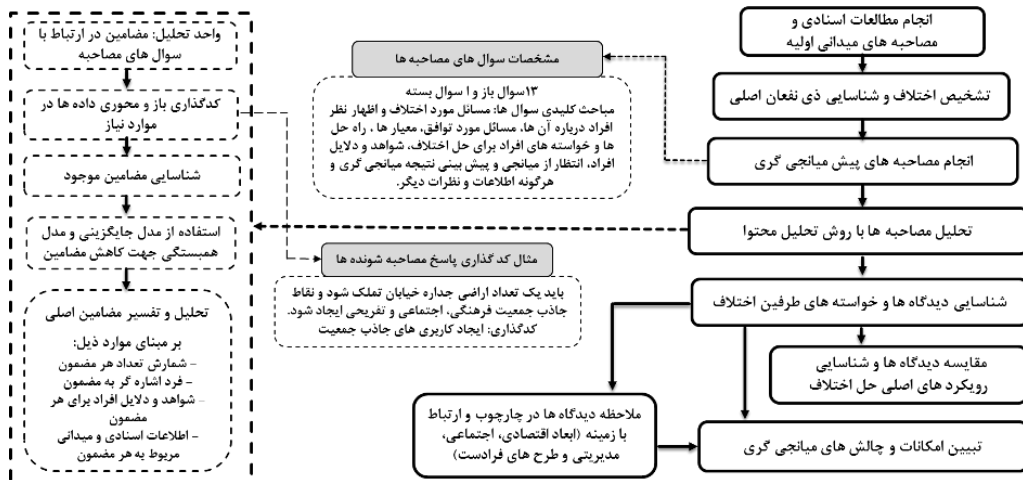 انجام مطالعات اسنادی و
مصاحبه های میدانی اولیه
تشخیص اختلاف و شناسایی ذی نفعان اصلی
انجام مصاحبه های پیش میانجی گری
تحلیل مصاحبه ها با روش تحلیل محتوا
شناسایی دیدگاه ها و خواسته های طرفین اختلاف
مقایسه دیدگاه ها و شناسایی
رویکرد های اصلی حل اختلاف
تبیین امکانات و چالش های میانجی گری
ملاحظه دیدگاه ها در چارچوب و ارتباط
با زمینه (ابعاد اقتصادی، اجتماعی،
مدیریتی و طرح های فرادست)
مشخصات سوال های مصاحبه ها
۱۳سوال باز و ۱ سوال بسته
مباحث کلیدی سوال ها: مسائل مورد اختلاف و اظهار نظر
افراد درباره آن ها، مسائل مورد توافق، معیار ها ، راه حل
ها و خواسته های افراد برای حل اختلاف، شواهد و دلایل
افراد، انتظار از میانجی و پیش بینی نتیجه میانجی گری و
هرگونه اطلاعات و نظرات دیگر.
مثال کد گذاری پاسخ مصاحبه شونده ها
باید یک تعداد اراضی جداره خیابان تملک شود و نقاط
جاذب جمعیت فرهنگی، اجتماعی و تفریحی ایجاد شود.
کدگذاری: ایجاد کاربری های جاذب جمعیت
واحد تحلیل: مضامین در ارتباط با
سوال های مصاحبه
کدگذاری باز و محوری داده ها در
موارد نیاز
شناسایی مضامین موجود
استفاده از مدل جایگزینی و مدل
همبستگی جهت کاهش مضامین
تحلیل و تفسیر مضامین اصلی
بر مبنای موارد ذیل:
– شمارش تعداد هر مضمون
– فرد اشاره گر به مضمون
– شواهد و دلایل افراد برای هر
مضمون
– اطلاعات اسنادی و میدانی
مربوط به هر مضمون